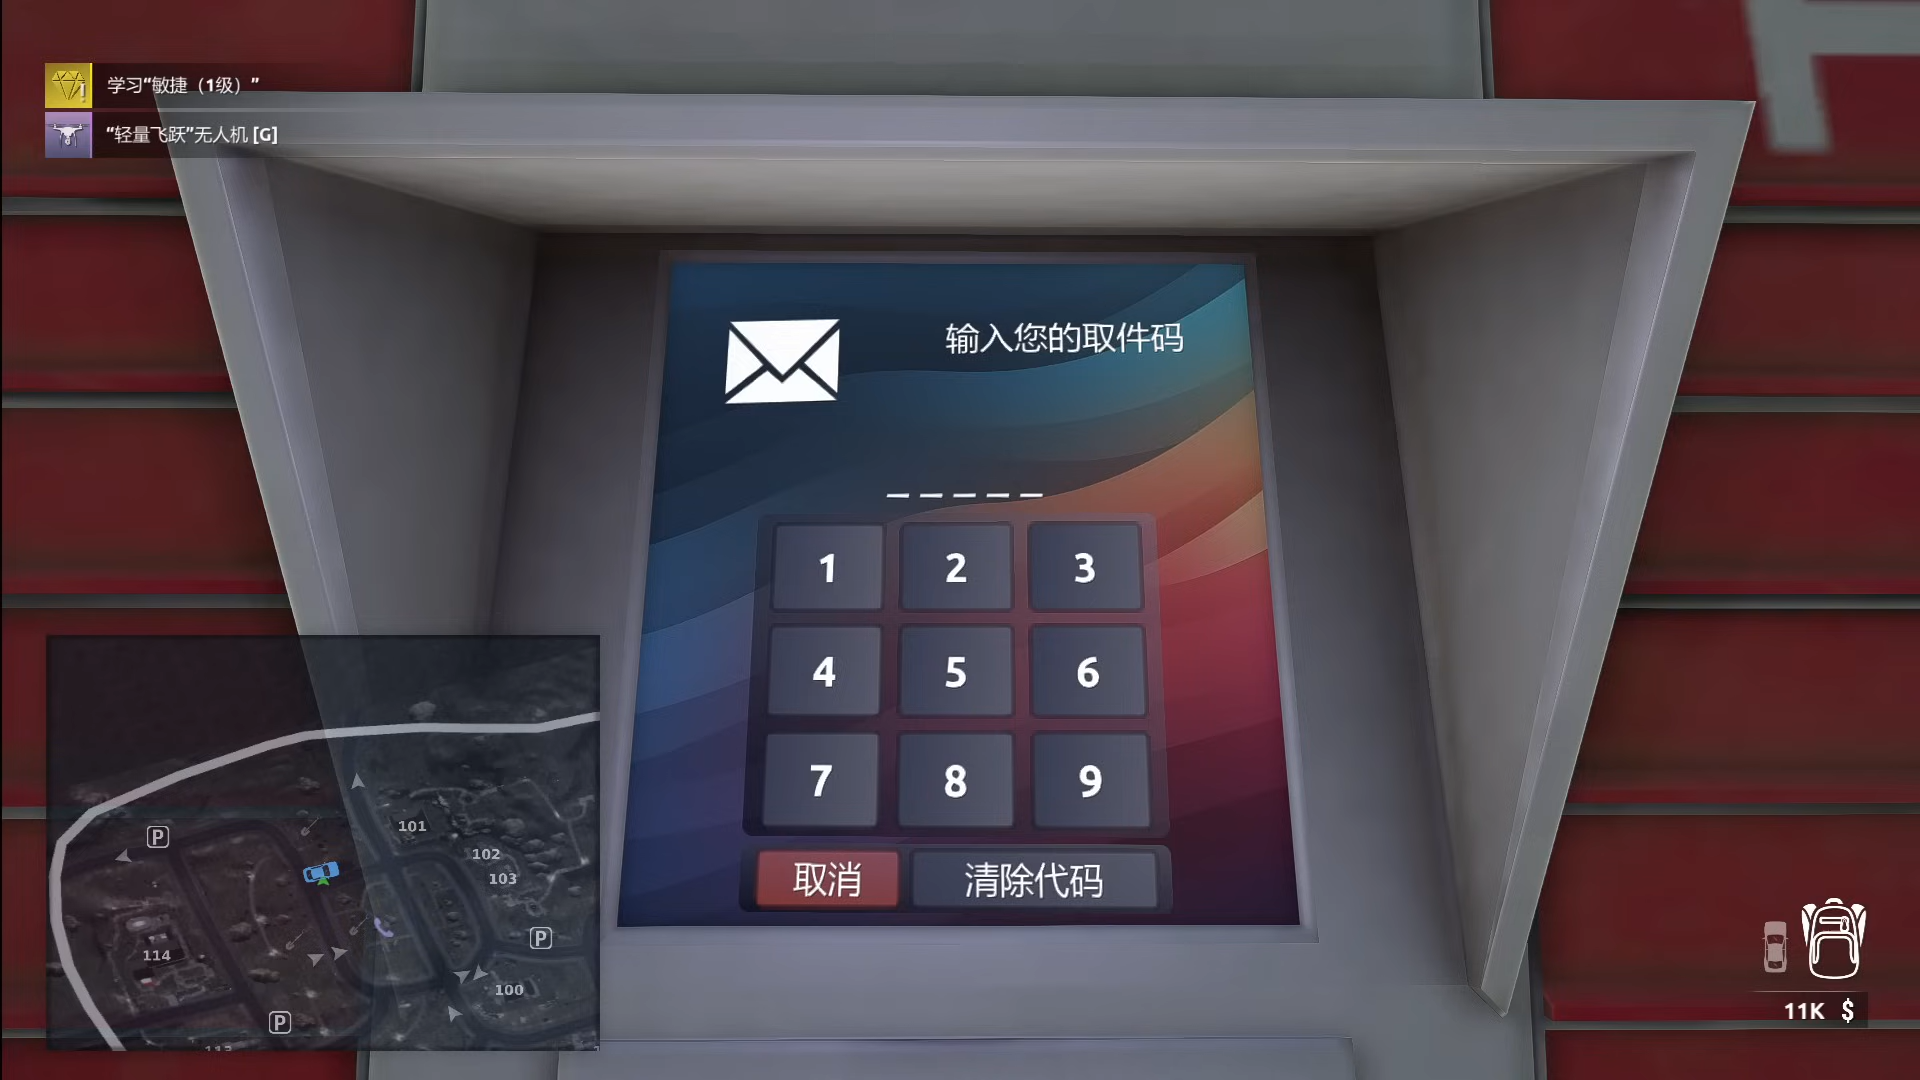 学习“敏捷（1级）”
“轻量飞跃”无人机 [G]
输入您的取件码
_ _ _ _ _
1 2 3
4 5 6
7 8 9
取消 清除代码
P
101
102
103
114
P
100
P
11K $